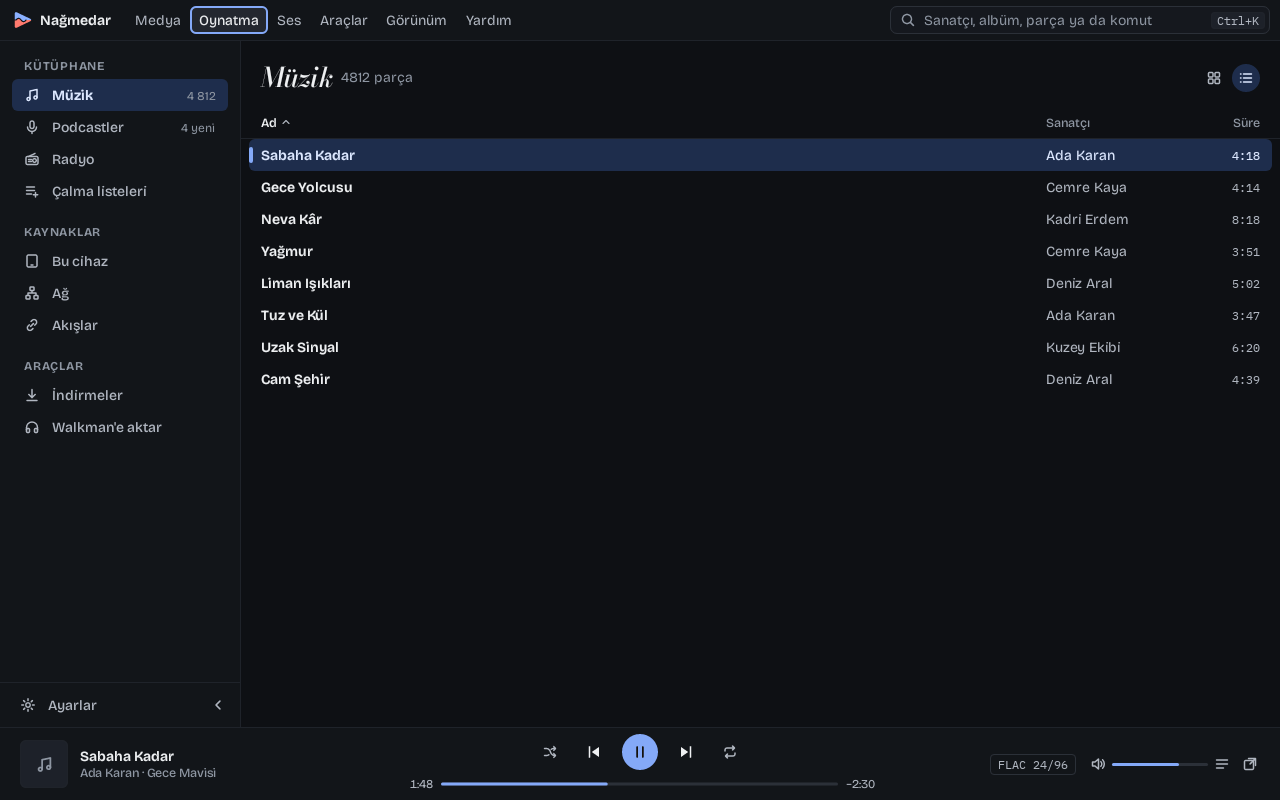 Nağmedar Medya Oynatma Ses Araçlar Görünüm Yardım Sanatçı, albüm, parça ya da komut Ctrl+K
KÜTÜPHANE
Müzik 4 812
Podcastler 4 yeni
Radyo
Çalma listeleri
KAYNAKLAR
Bu cihaz
Ağ
Akışlar
ARAÇLAR
İndirmeler
Walkman'e aktar
Ayarlar
Müzik 4812 parça
Ad Sanatçı Süre
Sabaha Kadar Ada Karan 4:18
Gece Yolcusu Cemre Kaya 4:14
Neva Kâr Kadri Erdem 8:18
Yağmur Cemre Kaya 3:51
Liman Işıkları Deniz Aral 5:02
Tuz ve Kül Ada Karan 3:47
Uzak Sinyal Kuzey Ekibi 6:20
Cam Şehir Deniz Aral 4:39
Sabaha Kadar
Ada Karan · Gece Mavisi
1:48 −2:30
FLAC 24/96